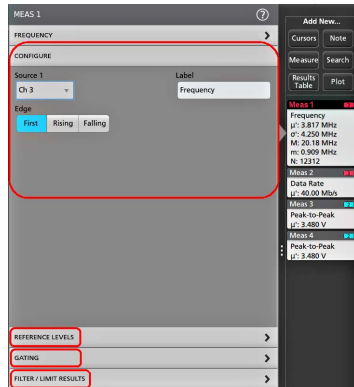 MEAS 1
?
FREQUENCY
CONFIGURE
Source 1
Label
Ch 3
Frequency
Edge
First Rising Falling
REFERENCE LEVELS
GATING
FILTER / LIMIT RESULTS
Add New...
Cursors Note
Measure Search
Results Table Plot
Meas 1
Frequency
µ': 3.817 MHz
σ': 4.250 MHz
M: 20.18 MHz
m: 0.909 MHz
N: 12312
Meas 2
Data Rate
µ': 40.00 Mb/s
Meas 3
Peak-to-Peak
µ': 3.480 V
Meas 4
Peak-to-Peak
µ': 3.480 V